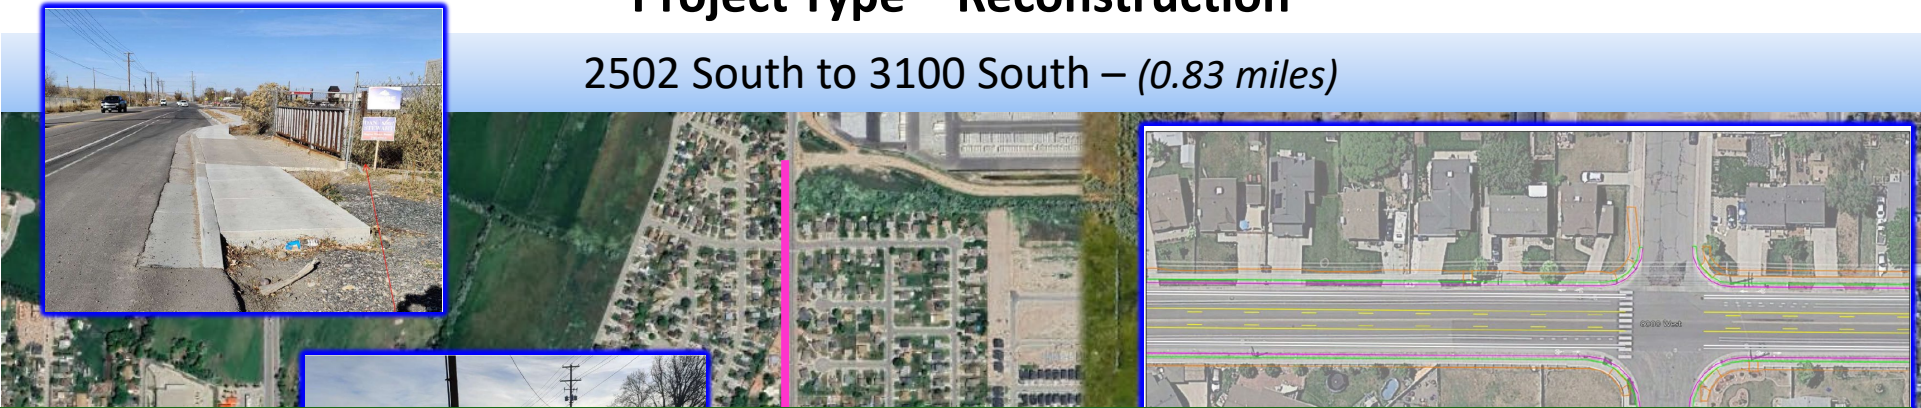 Project Type – Reconstruction
2502 South to 3100 South – (0.83 miles)